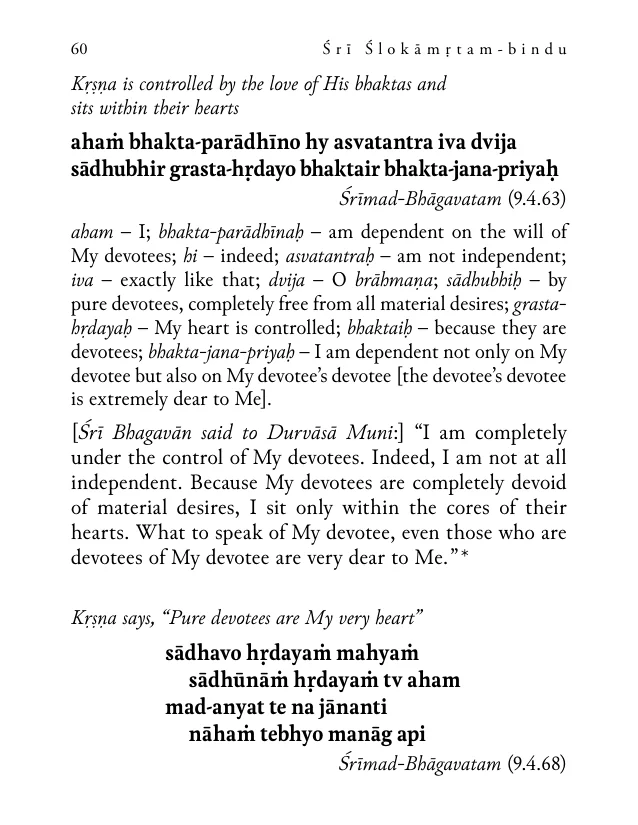 60
Śrī Ślokāmṛtam-bindu
Kṛṣṇa is controlled by the love of His bhaktas and
sits within their hearts
ahaṁ bhakta-parādhīno hy asvatantra iva dvija
sādhubhir grasta-hṛdayo bhaktair bhakta-jana-priyaḥ
Śrīmad-Bhāgavatam (9.4.63)
aham – I; bhakta-parādhīnaḥ – am dependent on the will of
My devotees; hi – indeed; asvatantraḥ – am not independent;
iva – exactly like that; dvija – O brāhmaṇa; sādhubhiḥ – by
pure devotees, completely free from all material desires; grasta-
hṛdayaḥ – My heart is controlled; bhaktaiḥ – because they are
devotees; bhakta-jana-priyaḥ – I am dependent not only on My
devotee but also on My devotee’s devotee [the devotee’s devotee
is extremely dear to Me].
[Śrī Bhagavān said to Durvāsā Muni:] “I am completely
under the control of My devotees. Indeed, I am not at all
independent. Because My devotees are completely devoid
of material desires, I sit only within the cores of their
hearts. What to speak of My devotee, even those who are
devotees of My devotee are very dear to Me.”*
Kṛṣṇa says, “Pure devotees are My very heart”
sādhavo hṛdayaṁ mahyaṁ
sādhūnāṁ hṛdayaṁ tv aham
mad-anyat te na jānanti
nāhaṁ tebhyo manāg api
Śrīmad-Bhāgavatam (9.4.68)